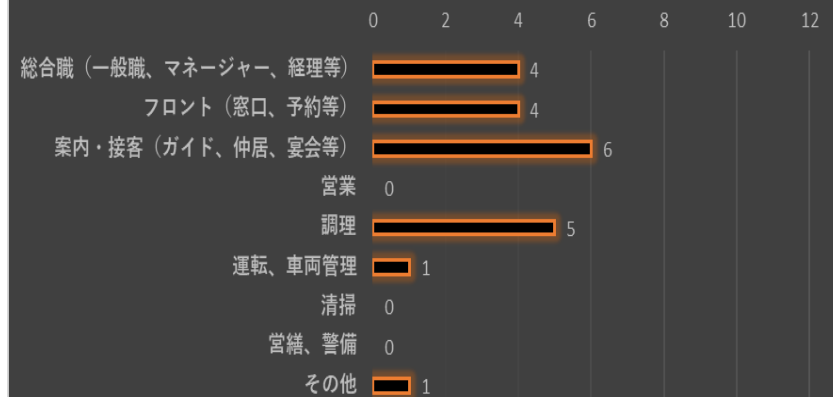 0 2 4 6 8 10 12
総合職（一般職、マネージャー、経理等） 4
フロント（窓口、予約等） 4
案内・接客（ガイド、仲居、宴会等） 6
営業 0
調理 5
運転、車両管理 1
清掃 0
営繕、警備 0
その他 1